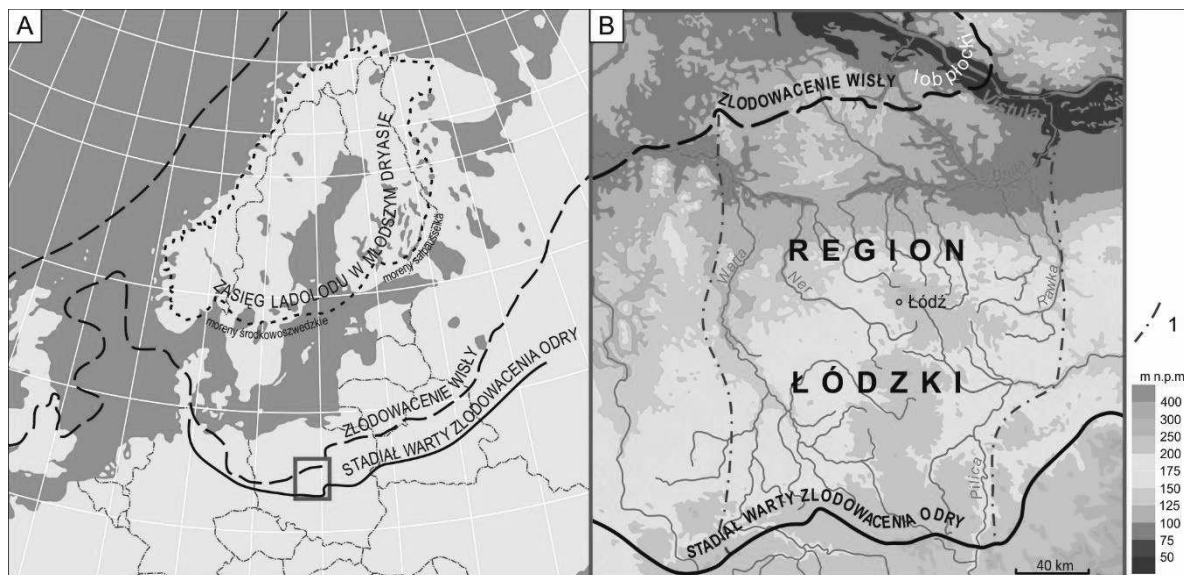 A
ZASIĘG LĄDOLODU W MŁODSZYM DRYASIE
moreny salpausselka
moreny środkowoszwedzkie
ZLODOWACENIE WISŁY
STADIAŁ WARTY ZLODOWACENIA ODRY
B
lob płocki
ZLODOWACENIE WISŁY
Vistula
Bzura
REGION
Warta
Ner
Łódź
Rawka
ŁÓDZKI
Pilica
STADIAŁ WARTY ZLODOWACENIA ODRY
40 km
1
m n.p.m
400
300
250
200
175
150
125
100
75
50